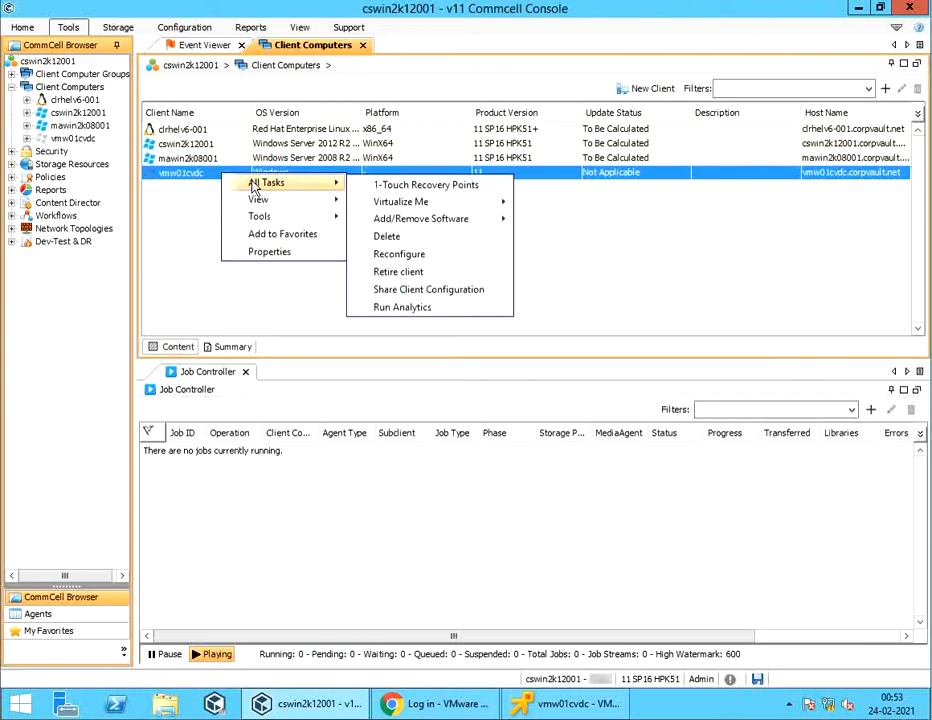 cswin2k12001 - v11 Commcell Console
Home Tools Storage Configuration Reports View Support
CommCell Browser
Event Viewer Client Computers
cswin2k12001
Client Computer Groups
Client Computers
clrhelv6-001
cswin2k12001
mawin2k08001
vmw01cvdc
Security
Storage Resources
Policies
Reports
Content Director
Workflows
Network Topologies
Dev-Test & DR
cswin2k12001 > Client Computers >
New Client Filters:
Client Name OS Version Platform Product Version Update Status Description Host Name
clrhelv6-001 Red Hat Enterprise Linux ... x86_64 11 SP16 HPK51+ To Be Calculated clrhelv6-001.corpvault.net
cswin2k12001 Windows Server 2012 R2 ... WinX64 11 SP16 HPK51 To Be Calculated cswin2k12001.corpvault.net
mawin2k08001 Windows Server 2008 R2 ... WinX64 11 SP16 HPK51 To Be Calculated mawin2k08001.corpvault.net
vmw01cvdc Windows - 11 Not Applicable vmw01cvdc.corpvault.net
All Tasks
View
Tools
Add to Favorites
Properties
1-Touch Recovery Points
Virtualize Me
Add/Remove Software
Delete
Reconfigure
Retire client
Share Client Configuration
Run Analytics
Content Summary
Job Controller
Job Controller
Filters:
Job ID Operation Client Co... Agent Type Subclient Job Type Phase Storage P... MediaAgent Status Progress Transferred Libraries Errors
There are no jobs currently running.
CommCell Browser
Agents
My Favorites
Pause Playing Running: 0 - Pending: 0 - Waiting: 0 - Queued: 0 - Suspended: 0 - Total Jobs: 0 - Job Streams: 0 - High Watermark: 600
cswin2k12001 - 11 SP16 HPK51 Admin
cswin2k12001 - v1... Log in - VMware ... vmw01cvdc - VM...
00:53
24-02-2021